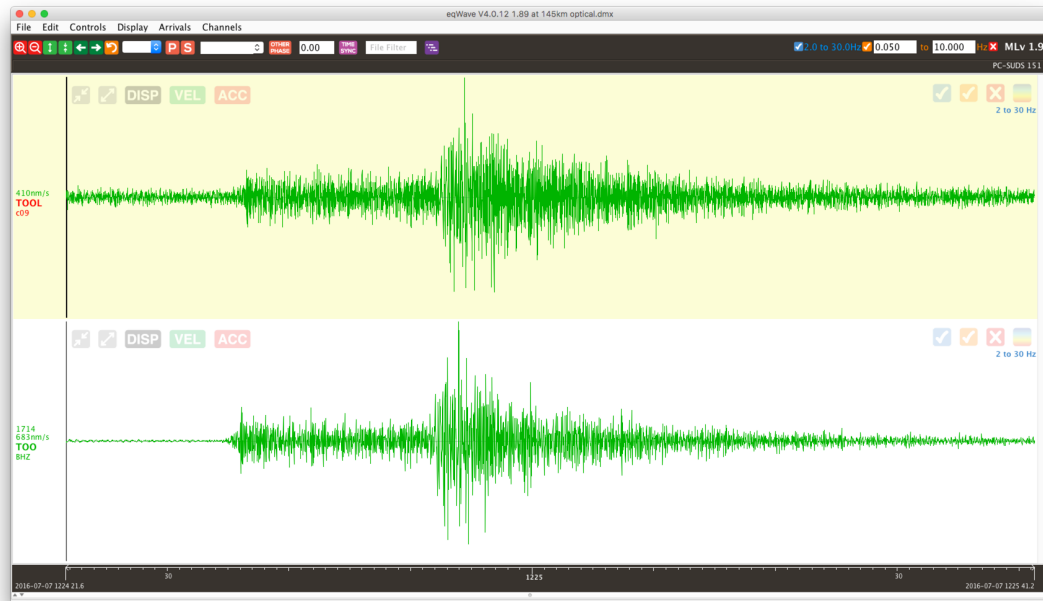 eqWave V4.0.12 1.89 at 145km optical.dmx
File Edit Controls Display Arrivals Channels
P S OTHER PHASE 0.00 TIME SYNC File Filter 2.0 to 30.0Hz 0.050 to 10.000 Hz MLv 1.9
PC-SUDS 151
DISP VEL ACC
2 to 30 Hz
410nm/s
TOOL
c09
DISP VEL ACC
2 to 30 Hz
1714
683nm/s
TOO
BHZ
30 1225 30
2016-07-07 1224 21.6 2016-07-07 1225 41.2